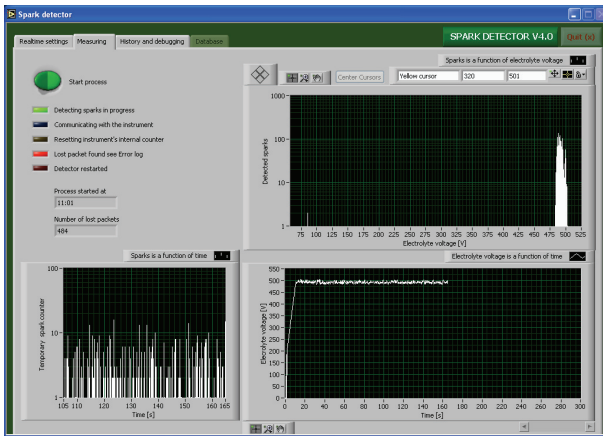 Spark detector
SPARK DETECTOR V4.0
Quit (x)
Realtime settings
Measuring
History and debugging
Database
Start process
Detecting sparks in progress
Communicating with the instrument
Resetting instrument's internal counter
Lost packet found see Error log
Detector restarted
Process started at
11:01
Number of lost packets
484
Sparks is a function of electrolyte voltage
Center Cursors
Yellow cursor
320
501
1000
100
10
1
Detected sparks
75 100 125 150 175 200 225 250 275 300 325 350 375 400 425 450 475 500 525
Electrolyte voltage [V]
Sparks is a function of time
100
10
1
Temporary spark counter
105 110 120 130 140 150 160 165
Time [s]
Electrolyte voltage is a function of time
550
500
450
400
350
300
250
200
150
100
50
0
Electrolyte voltage [V]
0 20 40 60 80 100 120 140 160 180 200 220 240 260 280 300
Time [s]